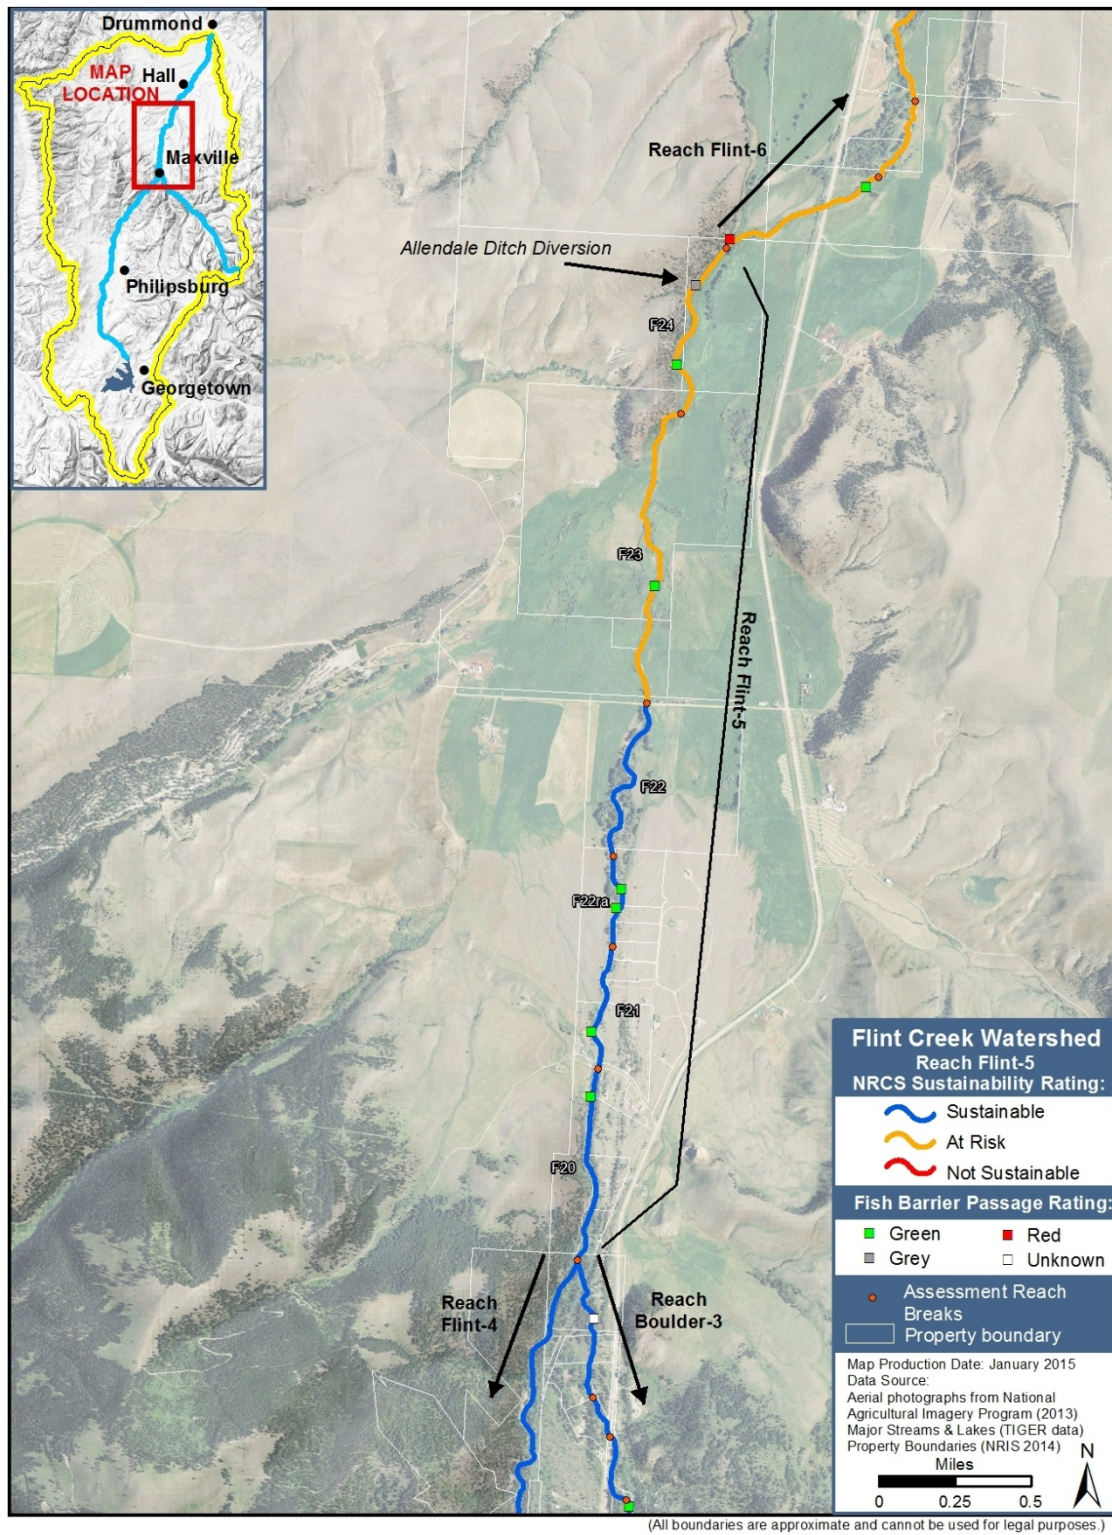 Drummond
Hall
MAP
LOCATION
Maxville
Philipsburg
Georgetown
Reach Flint-6
Allendale Ditch Diversion
F24
F23
Reach Flint-5
F22
F22ra
F21
F20
Reach
Flint-4
Reach
Boulder-3
Flint Creek Watershed
Reach Flint-5
NRCS Sustainability Rating:
Sustainable
At Risk
Not Sustainable
Fish Barrier Passage Rating:
Green
Red
Grey
Unknown
Assessment Reach
Breaks
Property boundary
Map Production Date: January 2015
Data Source:
Aerial photographs from National
Agricultural Imagery Program (2013)
Major Streams & Lakes (TIGER data)
Property Boundaries (NRIS 2014)
N
Miles
0 0.25 0.5
(All boundaries are approximate and cannot be used for legal purposes.)